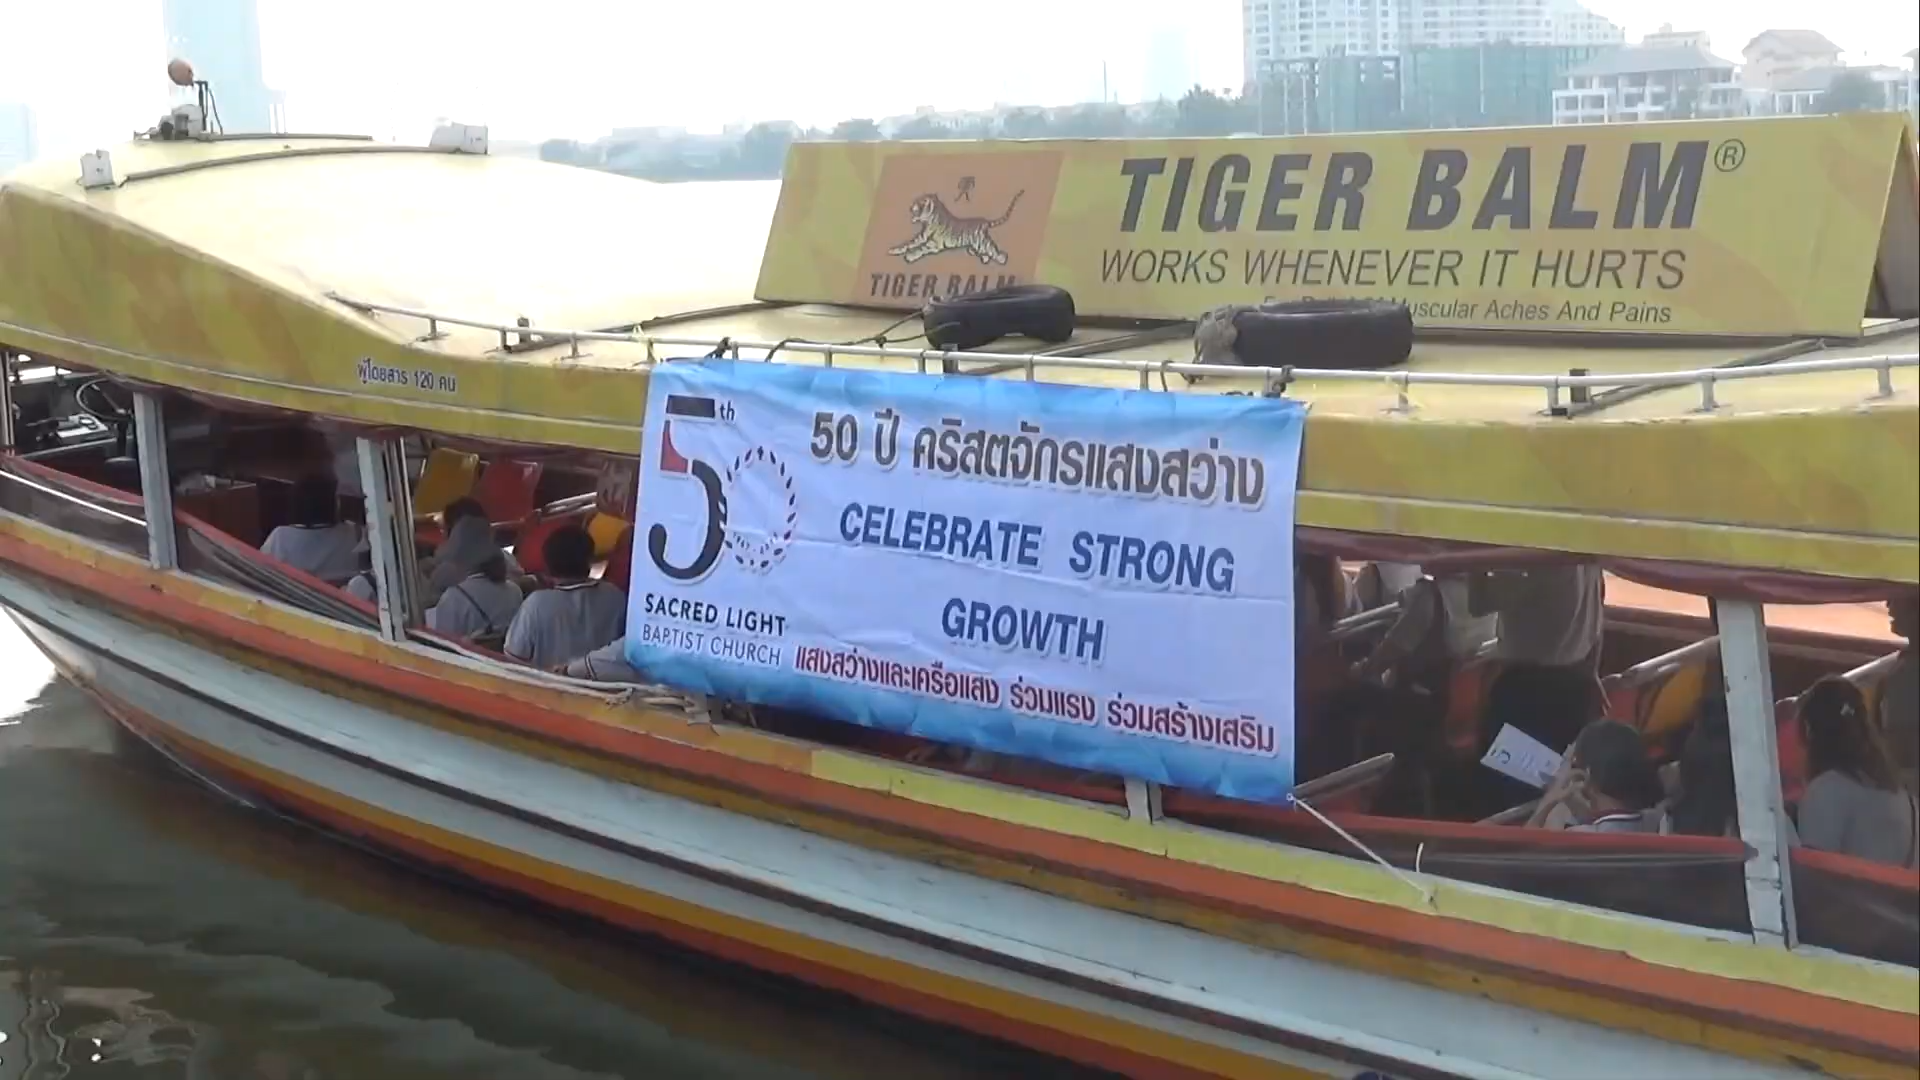 TIGER BALM®
WORKS WHENEVER IT HURTS
Muscular Aches And Pains
TIGER BALM
ผู้โดยสาร 120 คน
50th
50 ปี คริสตจักรแสงสว่าง
CELEBRATE STRONG
GROWTH
SACRED LIGHT
BAPTIST CHURCH
แสงสว่างและเครือแสง ร่วมแรง ร่วมสร้างเสริม